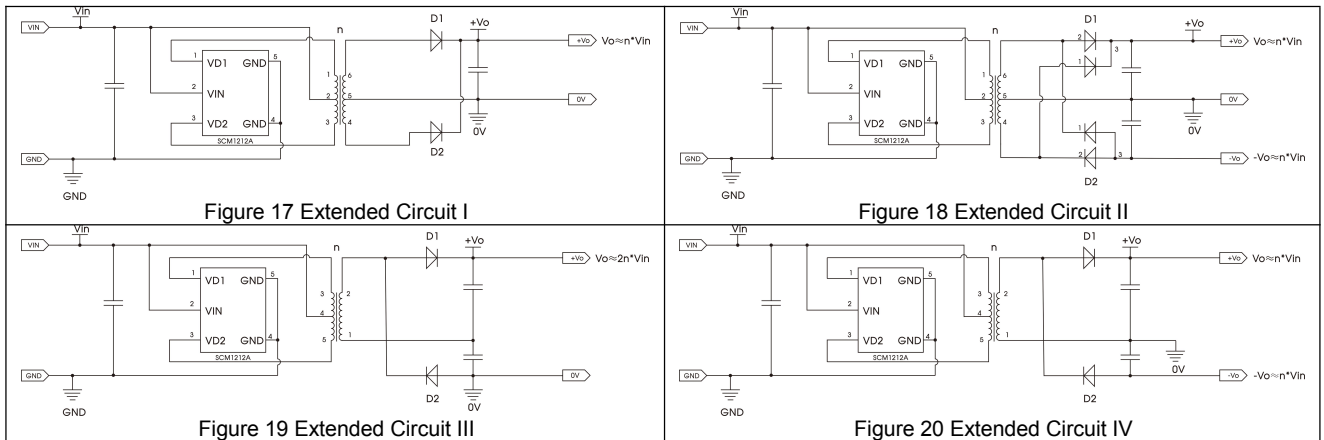 Vin
VIN
n
D1
+Vo
+Vo Vo≈n*Vin
1 VD1 GND 5
2 VIN
3 VD2 GND 4
SCM1212A
1
2
3
6
5
4
0V
0V
D2
GND
GND
Figure 17 Extended Circuit I
Vin
VIN
n
D1
+Vo
2
3
+Vo Vo≈n*Vin
1
1 VD1 GND 5
2 VIN
3 VD2 GND 4
SCM1212A
1
2
3
6
5
4
0V
0V
1
2
3
-Vo -Vo≈n*Vin
D2
GND
GND
Figure 18 Extended Circuit II
Vin
VIN
n
D1
+Vo
+Vo Vo≈2n*Vin
1 VD1 GND 5
2 VIN
3 VD2 GND 4
SCM1212A
3
4
5
2
1
0V
D2
0V
GND
GND
Figure 19 Extended Circuit III
Vin
VIN
n
D1
+Vo
+Vo Vo≈n*Vin
1 VD1 GND 5
2 VIN
3 VD2 GND 4
SCM1212A
3
4
5
2
1
0V
-Vo -Vo≈n*Vin
D2
GND
GND
Figure 20 Extended Circuit IV